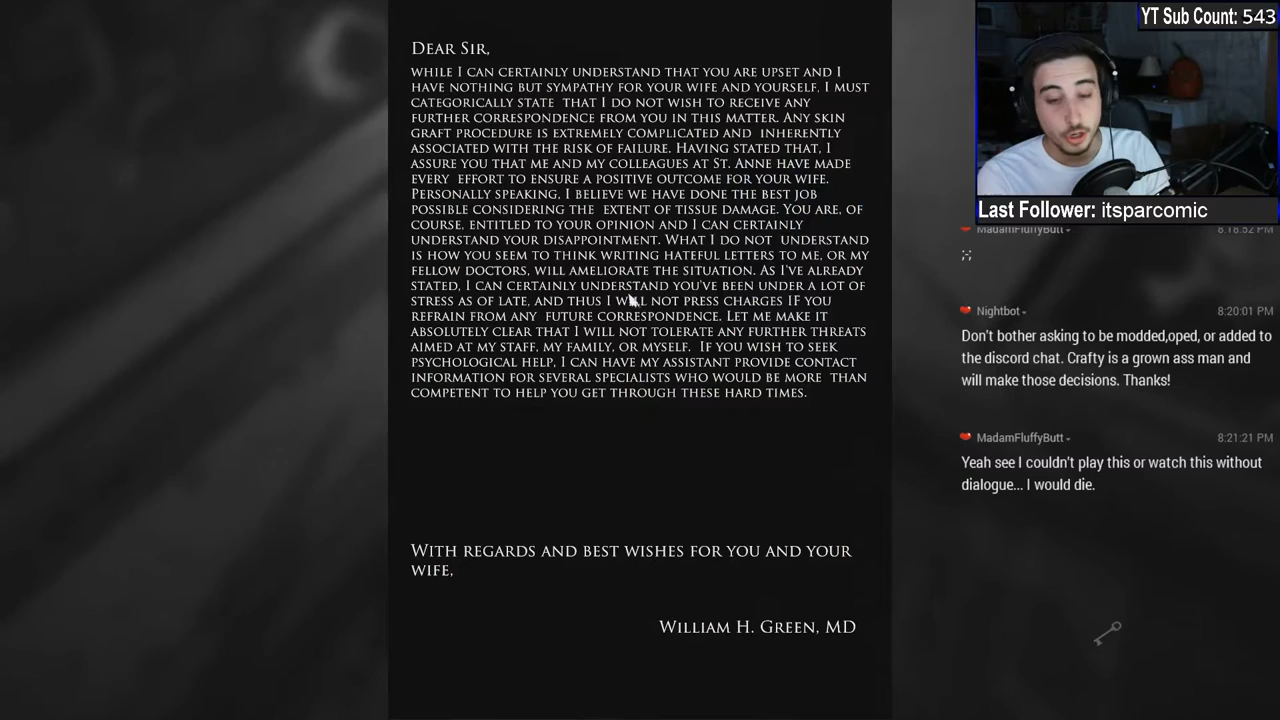 DEAR SIR,
WHILE I CAN CERTAINLY UNDERSTAND THAT YOU ARE UPSET AND I
HAVE NOTHING BUT SYMPATHY FOR YOUR WIFE AND YOURSELF, I MUST
CATEGORICALLY STATE THAT I DO NOT WISH TO RECEIVE ANY
FURTHER CORRESPONDENCE FROM YOU IN THIS MATTER. ANY SKIN
GRAFT PROCEDURE IS EXTREMELY COMPLICATED AND INHERENTLY
ASSOCIATED WITH THE RISK OF FAILURE. HAVING STATED THAT, I
ASSURE YOU THAT ME AND MY COLLEAGUES AT ST. ANNE HAVE MADE
EVERY EFFORT TO ENSURE A POSITIVE OUTCOME FOR YOUR WIFE.
PERSONALLY SPEAKING, I BELIEVE WE HAVE DONE THE BEST JOB
POSSIBLE CONSIDERING THE EXTENT OF TISSUE DAMAGE. YOU ARE, OF
COURSE, ENTITLED TO YOUR OPINION AND I CAN CERTAINLY
UNDERSTAND YOUR DISAPPOINTMENT. WHAT I DO NOT UNDERSTAND
IS HOW YOU SEEM TO THINK WRITING HATEFUL LETTERS TO ME, OR MY
FELLOW DOCTORS, WILL AMELIORATE THE SITUATION. AS I'VE ALREADY
STATED, I CAN CERTAINLY UNDERSTAND YOU'VE BEEN UNDER A LOT OF
STRESS AS OF LATE, AND THUS I WILL NOT PRESS CHARGES IF YOU
REFRAIN FROM ANY FUTURE CORRESPONDENCE. LET ME MAKE IT
ABSOLUTELY CLEAR THAT I WILL NOT TOLERATE ANY FURTHER THREATS
AIMED AT MY STAFF, MY FAMILY, OR MYSELF. IF YOU WISH TO SEEK
PSYCHOLOGICAL HELP, I CAN HAVE MY ASSISTANT PROVIDE CONTACT
INFORMATION FOR SEVERAL SPECIALISTS WHO WOULD BE MORE THAN
COMPETENT TO HELP YOU GET THROUGH THESE HARD TIMES.
WITH REGARDS AND BEST WISHES FOR YOU AND YOUR
WIFE,
WILLIAM H. GREEN, MD
YT Sub Count: 543
Last Follower: itsparcomic
MadamFluffyButt 8:18:52 PM
;-;
Nightbot 8:20:01 PM
Don't bother asking to be modded,oped, or added to
the discord chat. Crafty is a grown ass man and
will make those decisions. Thanks!
MadamFluffyButt 8:21:21 PM
Yeah see I couldn't play this or watch this without
dialogue... I would die.